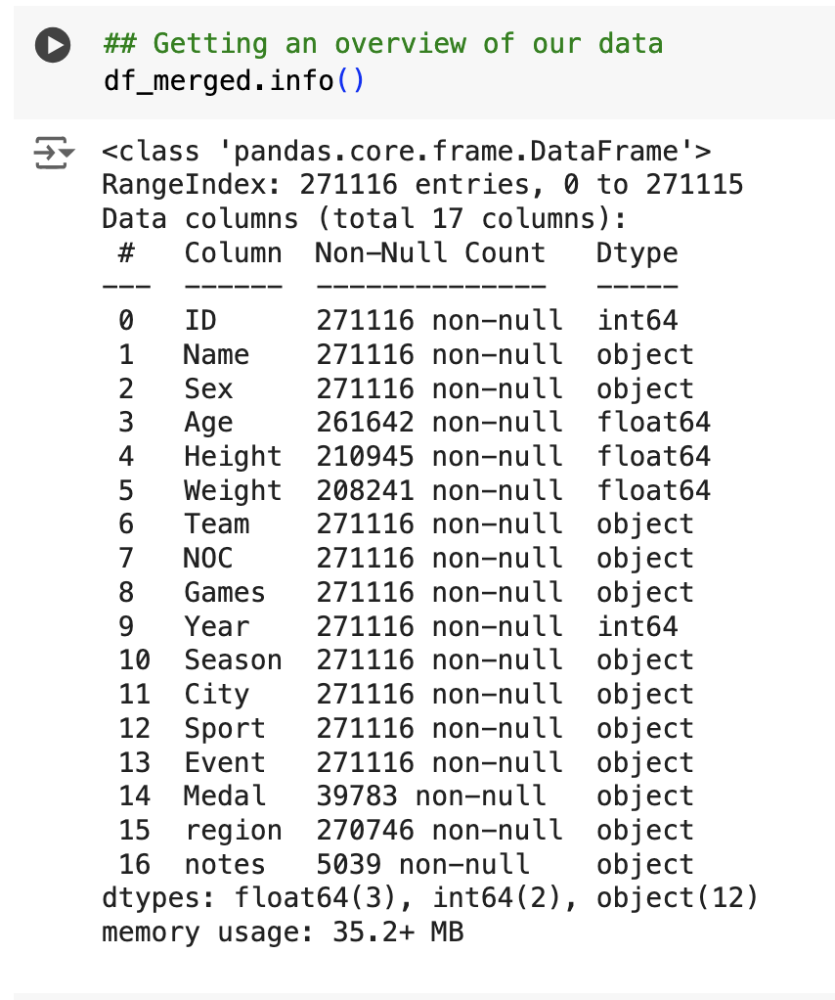 ## Getting an overview of our data
df_merged.info()
<class 'pandas.core.frame.DataFrame'>
RangeIndex: 271116 entries, 0 to 271115
Data columns (total 17 columns):
 #   Column  Non-Null Count   Dtype
---  ------  --------------   -----
 0   ID      271116 non-null  int64
 1   Name    271116 non-null  object
 2   Sex     271116 non-null  object
 3   Age     261642 non-null  float64
 4   Height  210945 non-null  float64
 5   Weight  208241 non-null  float64
 6   Team    271116 non-null  object
 7   NOC     271116 non-null  object
 8   Games   271116 non-null  object
 9   Year    271116 non-null  int64
 10  Season  271116 non-null  object
 11  City    271116 non-null  object
 12  Sport   271116 non-null  object
 13  Event   271116 non-null  object
 14  Medal   39783 non-null   object
 15  region  270746 non-null  object
 16  notes   5039 non-null    object
dtypes: float64(3), int64(2), object(12)
memory usage: 35.2+ MB